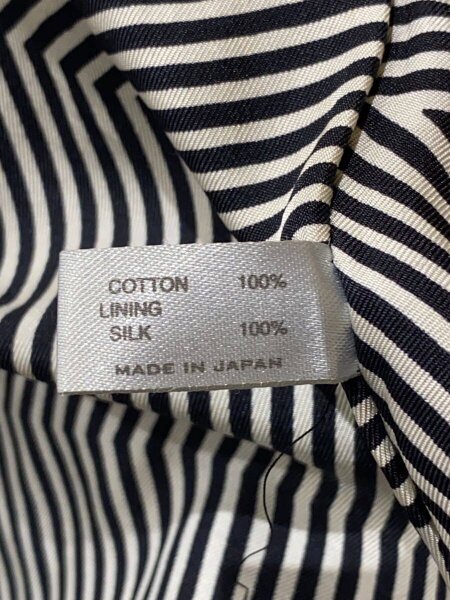 COTTON 100%
LINING
SILK 100%
MADE IN JAPAN